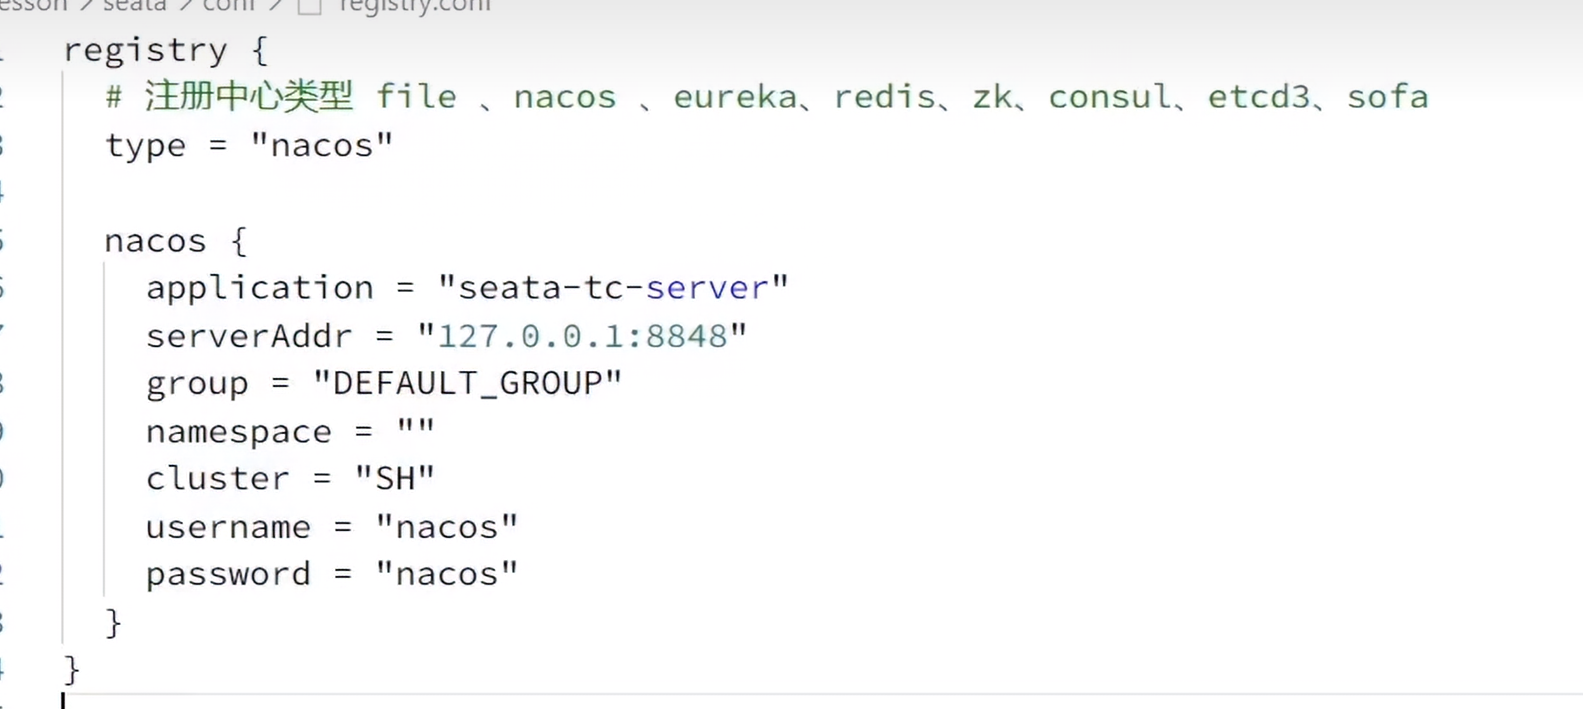 seata > conf > registry.conf
registry {
# 注册中心类型 file 、nacos 、eureka、redis、zk、consul、etcd3、sofa
type = "nacos"
nacos {
application = "seata-tc-server"
serverAddr = "127.0.0.1:8848"
group = "DEFAULT_GROUP"
namespace = ""
cluster = "SH"
username = "nacos"
password = "nacos"
}
}